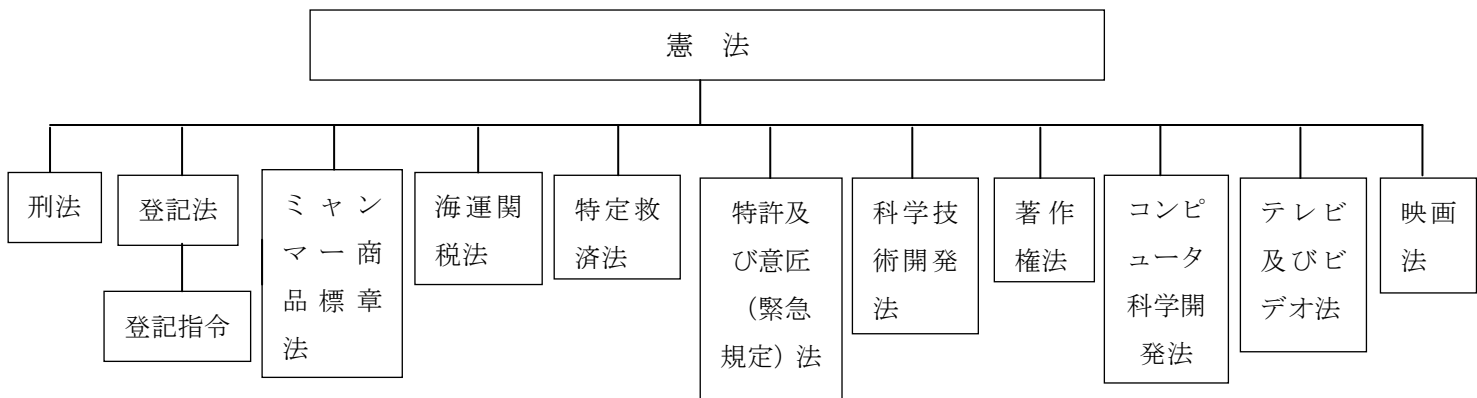 憲 法
刑法
登記法
登記指令
ミャン
マー商
品標章
法
海運関
税法
特定救
済法
特許及
び意匠
（緊急
規定）法
科学技
術開発
法
著作
権法
コンピ
ュータ
科学開
発法
テレビ
及びビ
デオ法
映画
法